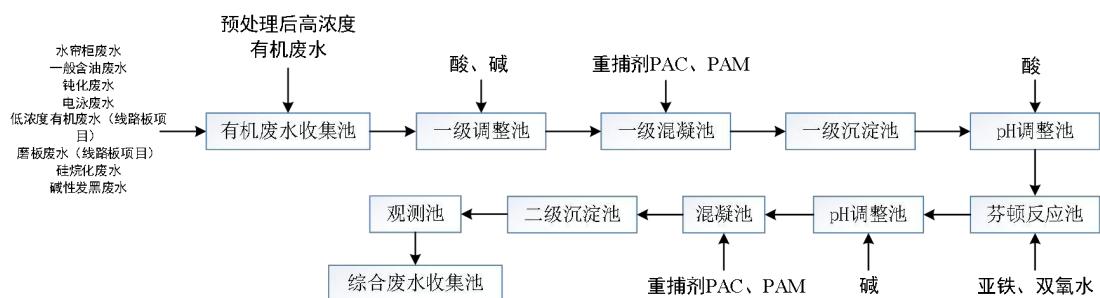 预处理后高浓度
有机废水
水帘柜废水
一般含油废水
钝化废水
电泳废水
低浓度有机废水（线路板项
目）
磨板废水（线路板项目）
硅烷化废水
碱性发黑废水
酸、碱
重捕剂PAC、PAM
酸
有机废水收集池
一级调整池
一级混凝池
一级沉淀池
pH调整池
观测池
二级沉淀池
混凝池
pH调整池
芬顿反应池
综合废水收集池
重捕剂PAC、PAM
碱
亚铁、双氧水